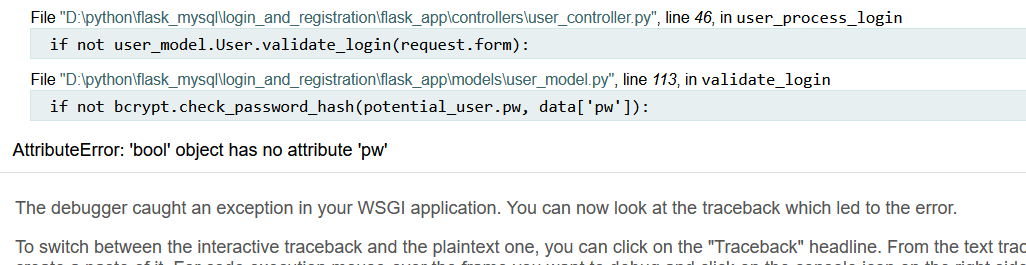 File "D:\python\flask_mysql\login_and_registration\flask_app\controllers\user_controller.py", line 46, in user_process_login
if not user_model.User.validate_login(request.form):
File "D:\python\flask_mysql\login_and_registration\flask_app\models\user_model.py", line 113, in validate_login
if not bcrypt.check_password_hash(potential_user.pw, data['pw']):
AttributeError: 'bool' object has no attribute 'pw'
The debugger caught an exception in your WSGI application. You can now look at the traceback which led to the error.
To switch between the interactive traceback and the plaintext one, you can click on the "Traceback" headline. From the text